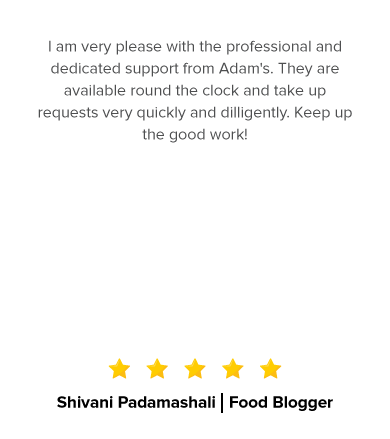 I am very please with the professional and
dedicated support from Adam's. They are
available round the clock and take up
requests very quickly and dilligently. Keep up
the good work!
Shivani Padamashali | Food Blogger